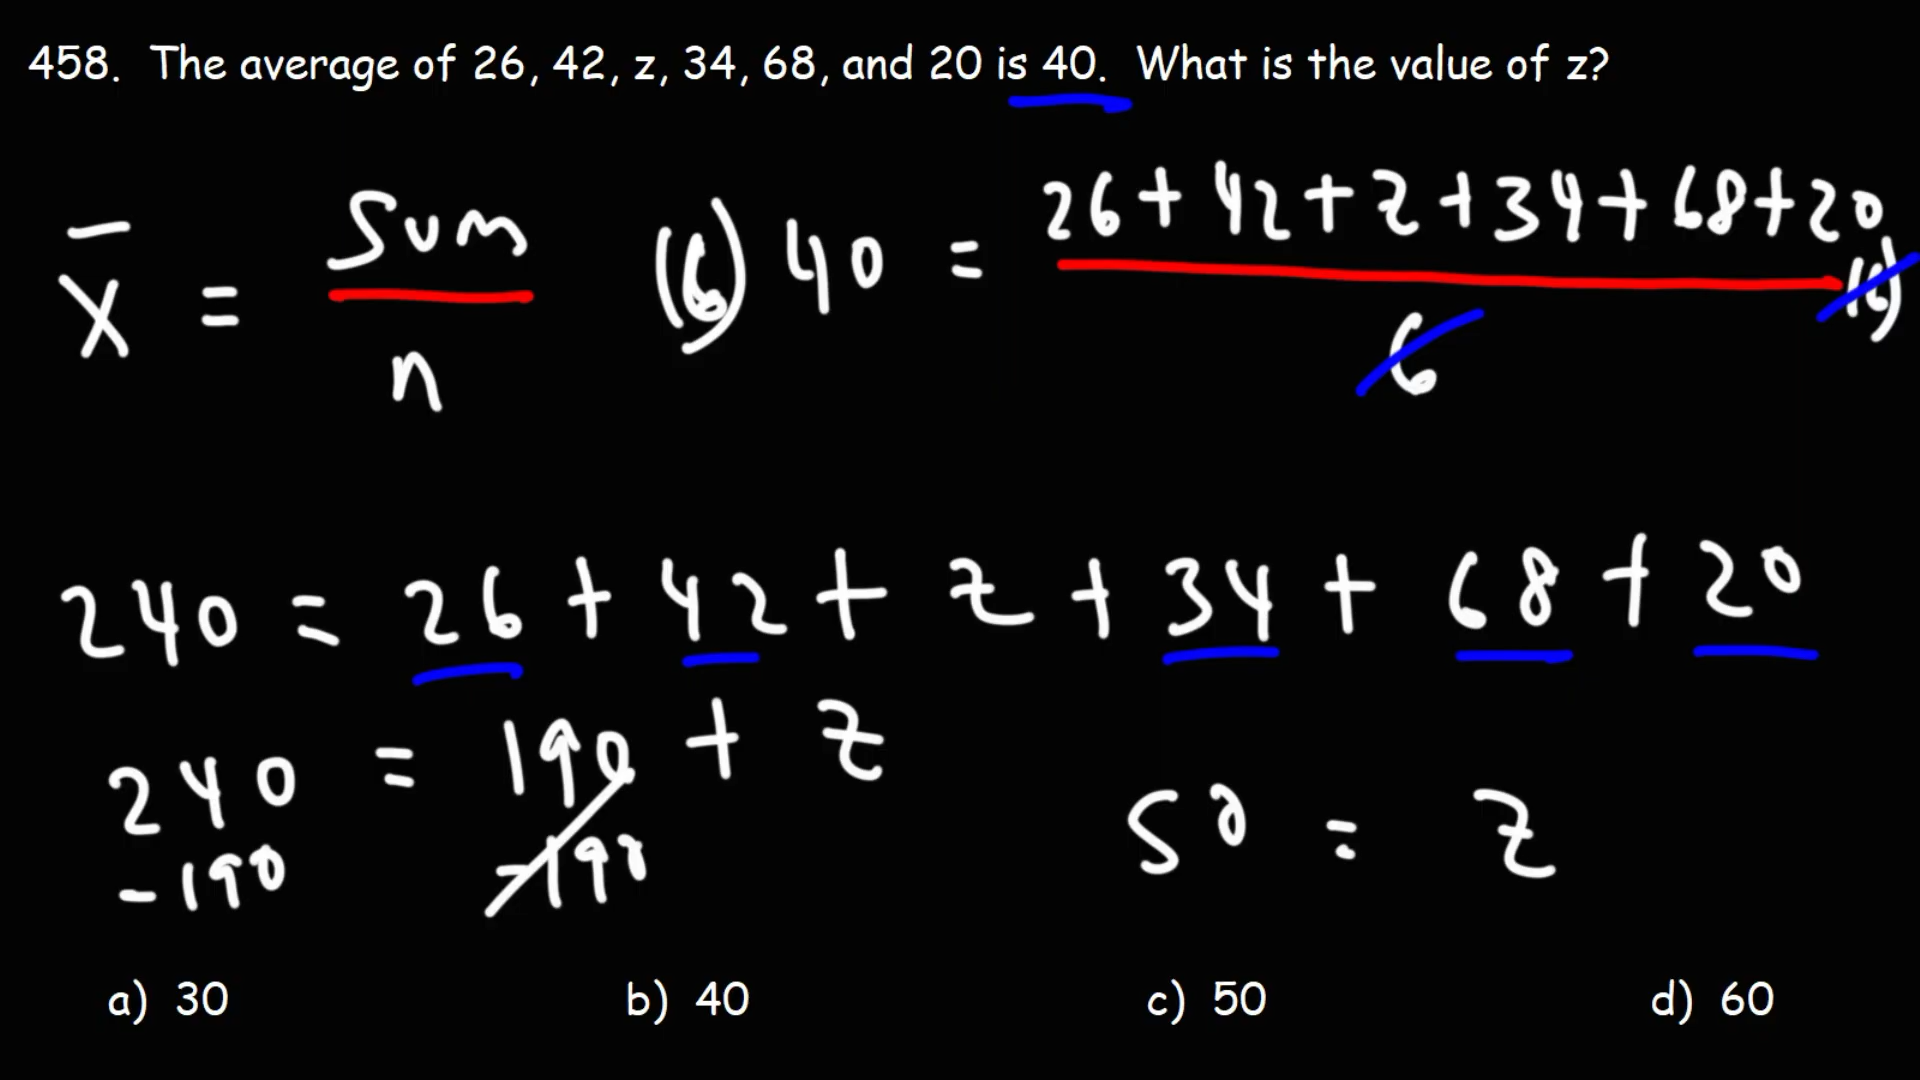 458. The average of 26, 42, z, 34, 68, and 20 is 40. What is the value of z?
x̄ = Sum / n
(6) 40 = 26 + 42 + z + 34 + 68 + 20 / 6 (6)
240 = 26 + 42 + z + 34 + 68 + 20
240 = 190 + z
-190 -190
50 = z
a) 30 b) 40 c) 50 d) 60